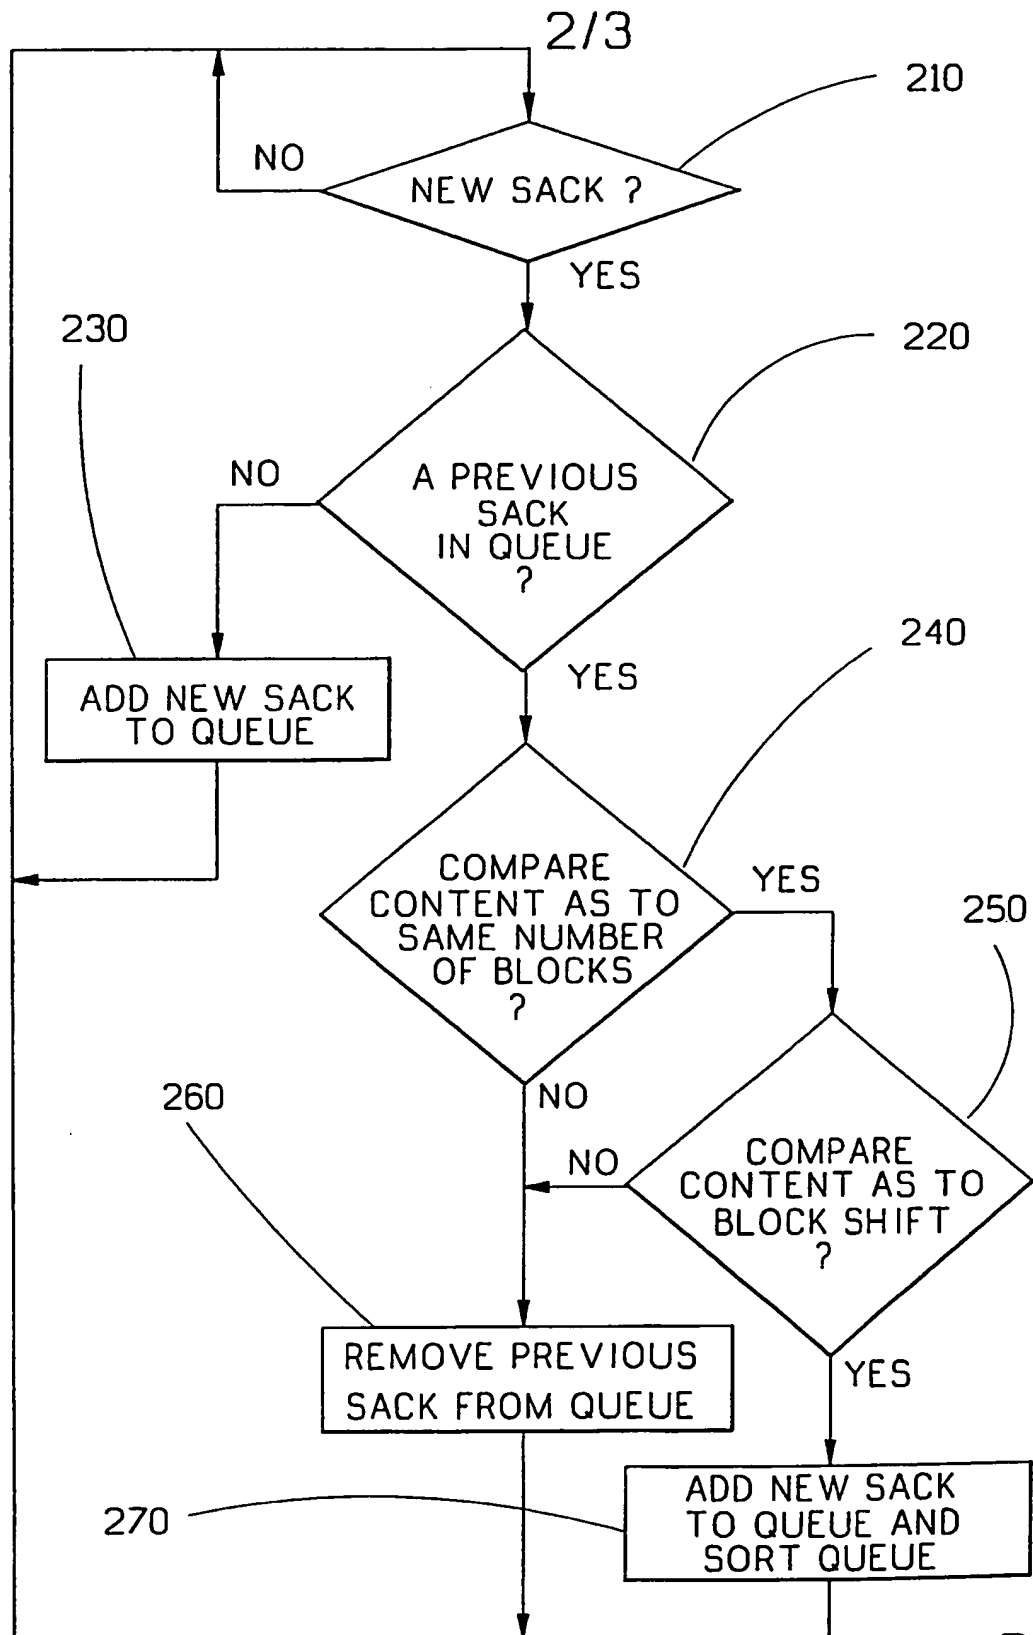 2/3
210
NO
NEW SACK ?
YES
230
220
NO
A PREVIOUS
SACK
IN QUEUE
?
240
YES
ADD NEW SACK
TO QUEUE
COMPARE
CONTENT AS TO
SAME NUMBER
OF BLOCKS
?
YES
250
260
NO
NO
COMPARE
CONTENT AS TO
BLOCK SHIFT
?
REMOVE PREVIOUS
SACK FROM QUEUE
YES
270
ADD NEW SACK
TO QUEUE AND
SORT QUEUE